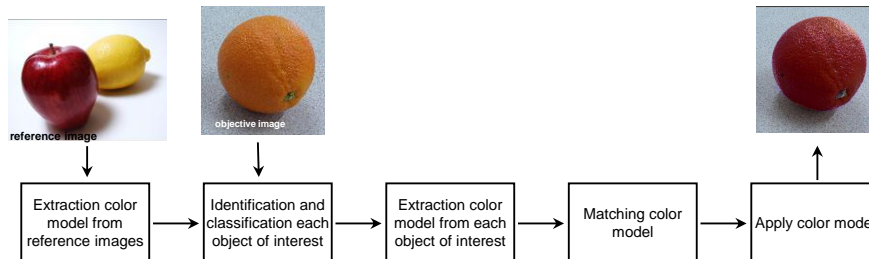 reference image
objective image
Extraction color
model from
reference images
Identification and
classification each
object of interest
Extraction color
model from each
object of interest
Matching color
model
Apply color mode